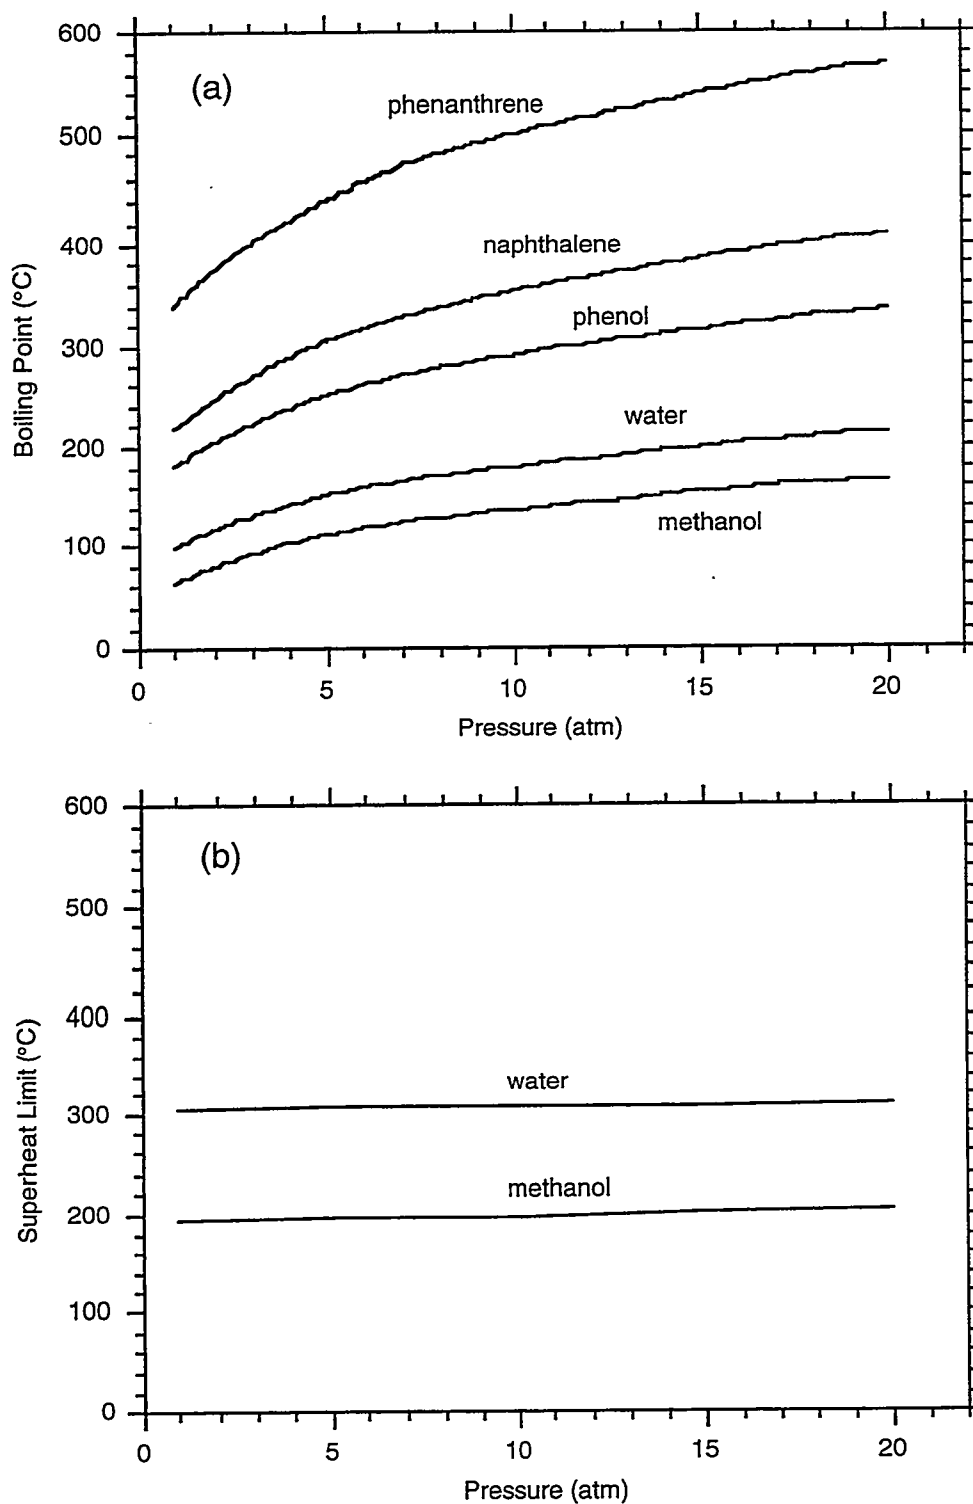 600
(a)
phenanthrene
500
naphthalene
400
phenol
300
water
200
methanol
100
0
Boiling Point (°C)
0 5 10 15 20
Pressure (atm)
600
(b)
500
400
water
300
methanol
200
100
0
Superheat Limit (°C)
0 5 10 15 20
Pressure (atm)